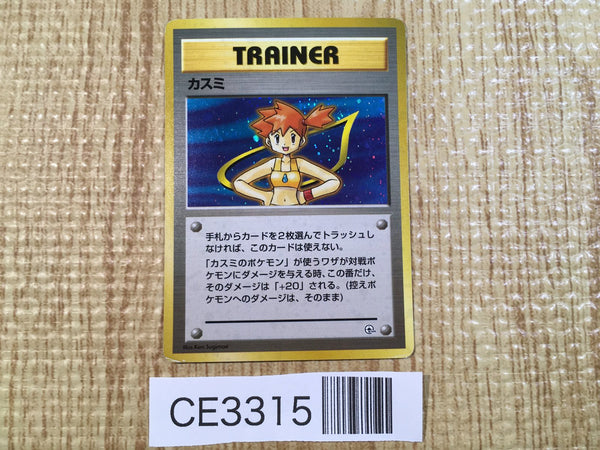 TRAINER
カスミ
手札からカードを2枚選んでトラッシュし
なければ、このカードは使えない。
「カスミのポケモン」が使うワザが対戦
ポケモンにダメージを与える時、この番だけ、
そのダメージは「+20」される。(控えポ
ケモンへのダメージは、そのまま)
Illus.Ken Sugimori
CE3315